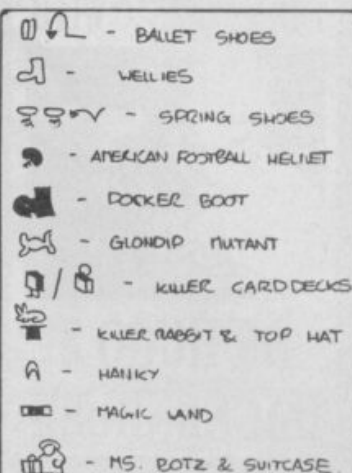 - BALLET SHOES
- WELLIES
- SPRING SHOES
- AMERICAN FOOTBALL HELMET
- DOCKER BOOT
- GLONDIP MUTANT
/ - KILLER CARD DECKS
- KILLER RABBIT & TOP HAT
- HANKY
- MAGIC WAND
- MS. BOTZ & SUITCASE